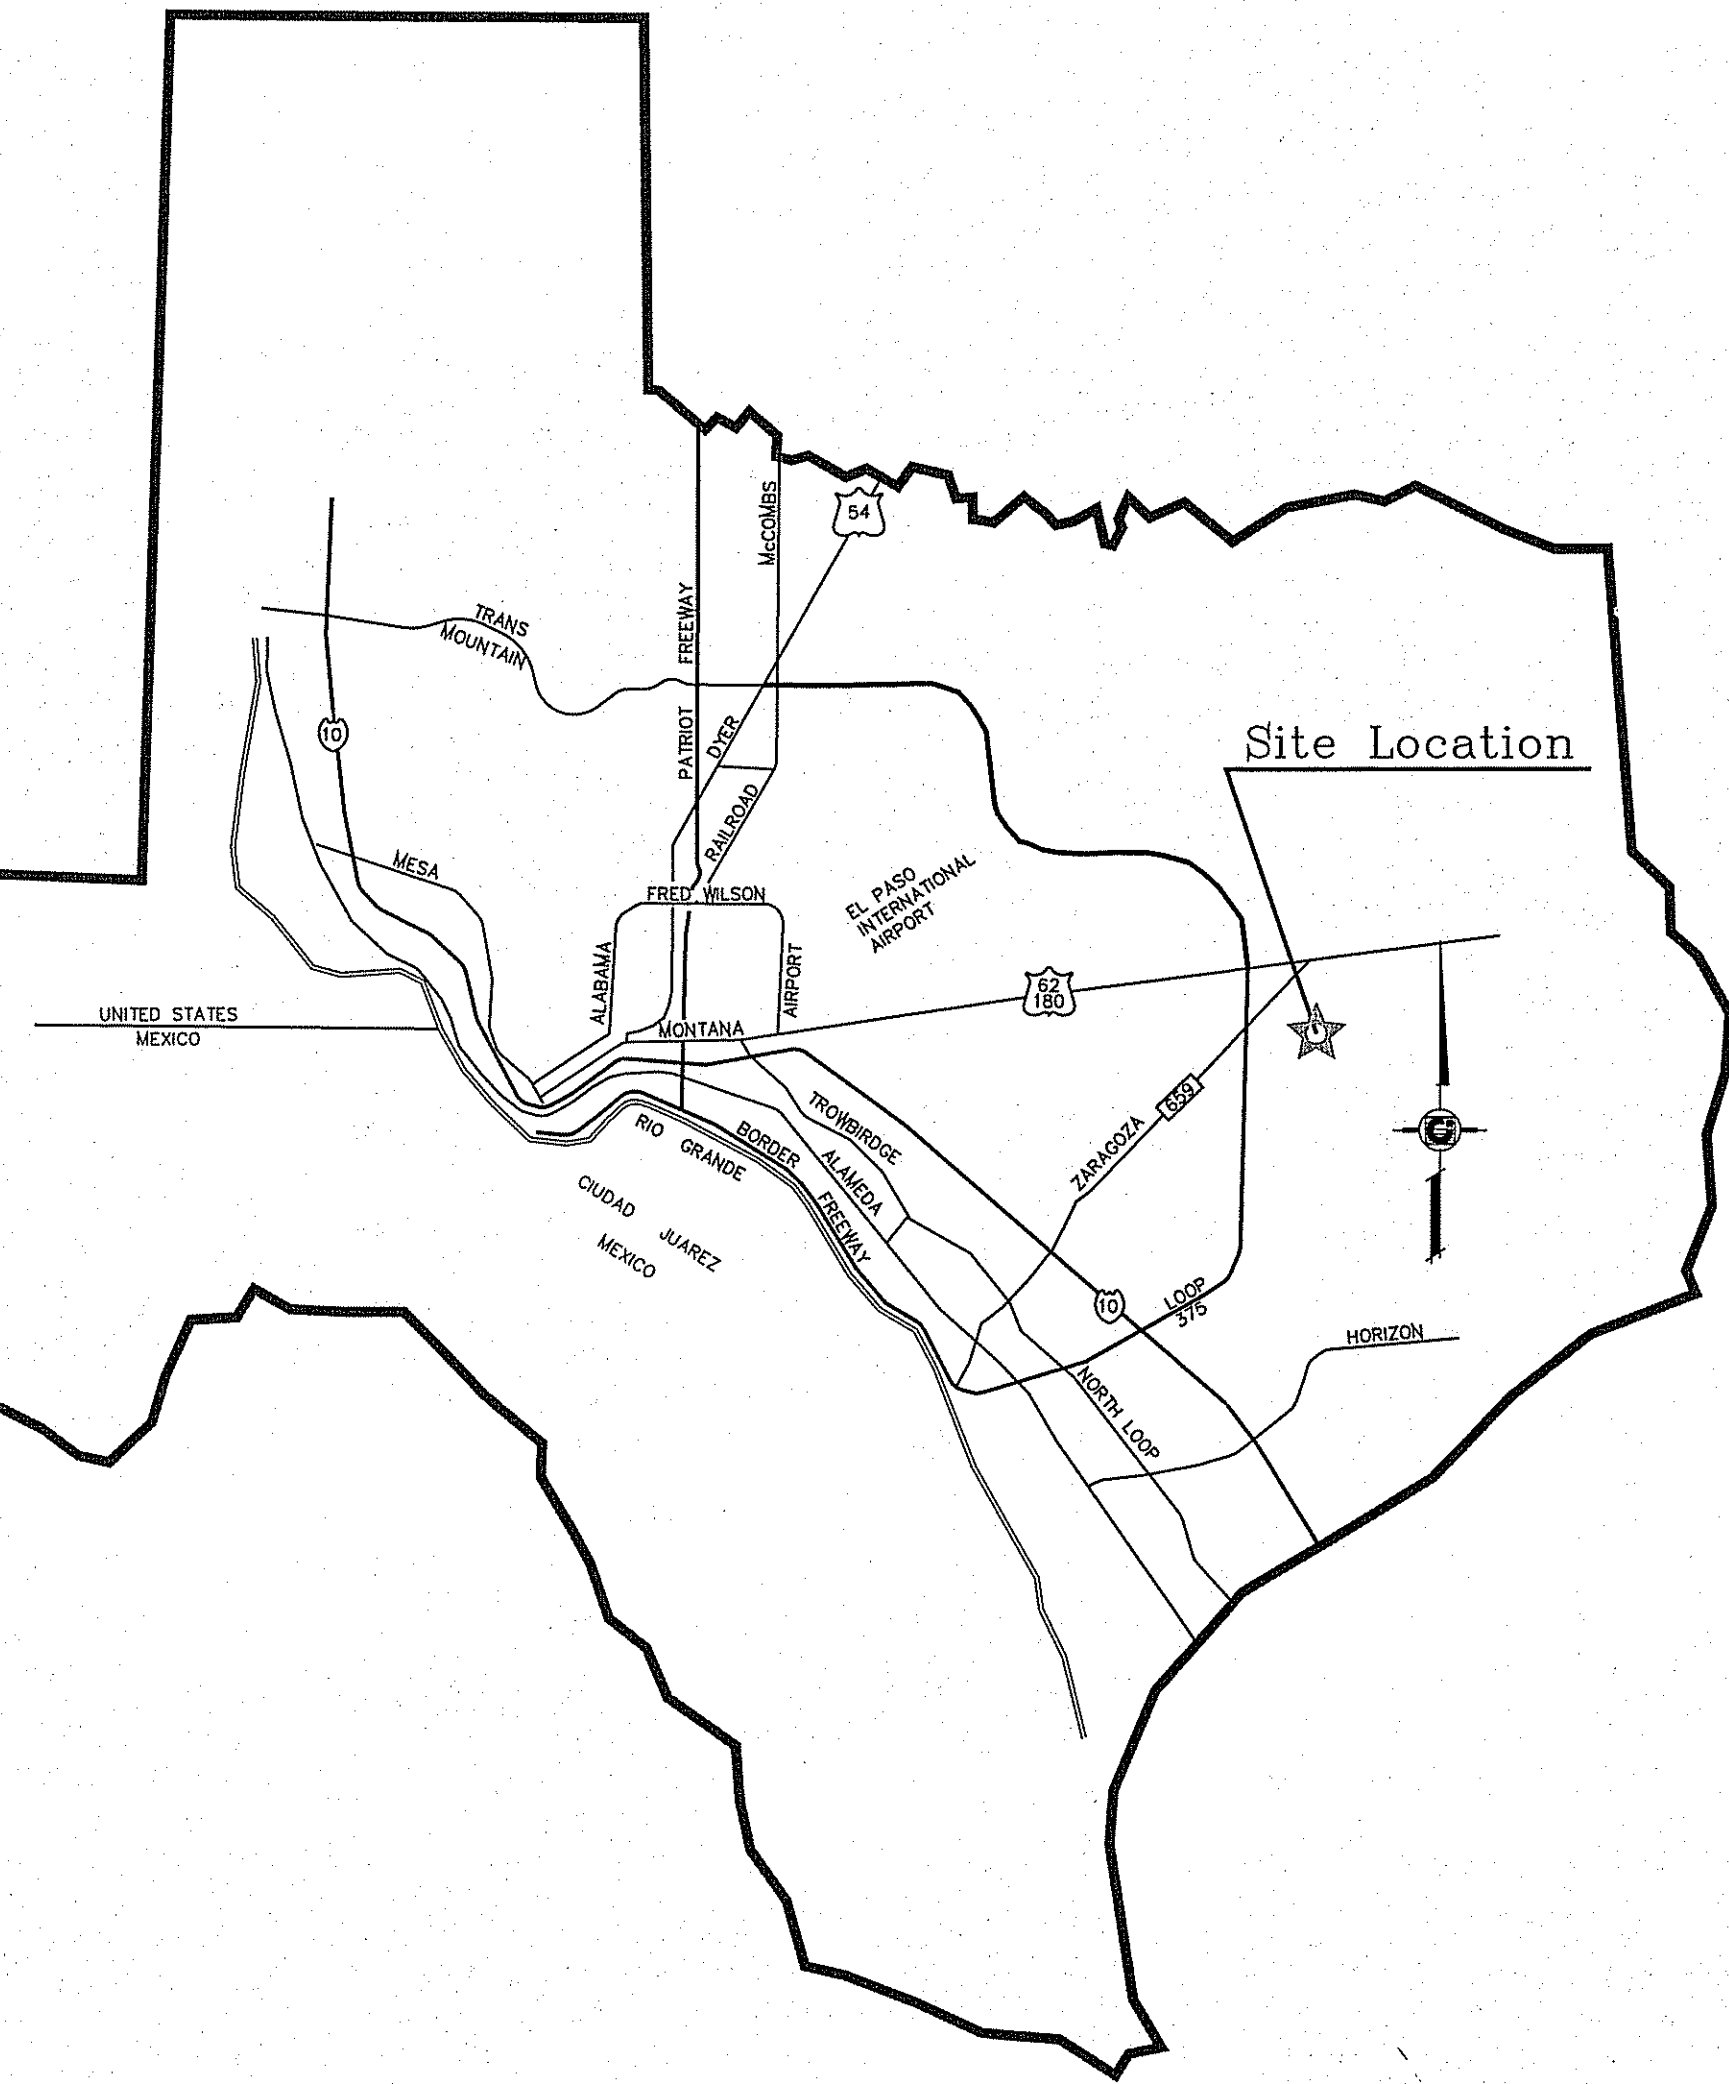 McCOMBS
54
TRANS
MOUNTAIN
PATRIOT FREEWAY
10
DYER
Site Location
RAILROAD
MESA
FRED WILSON
EL PASO
INTERNATIONAL
AIRPORT
ALABAMA
AIRPORT
62
180
UNITED STATES
MEXICO
MONTANA
TROWBIRDGE
659
ZARAGOZA
RIO GRANDE
BORDER FREEWAY
ALAMEDA
CIUDAD JUAREZ
MEXICO
10
LOOP
375
HORIZON
NORTH LOOP